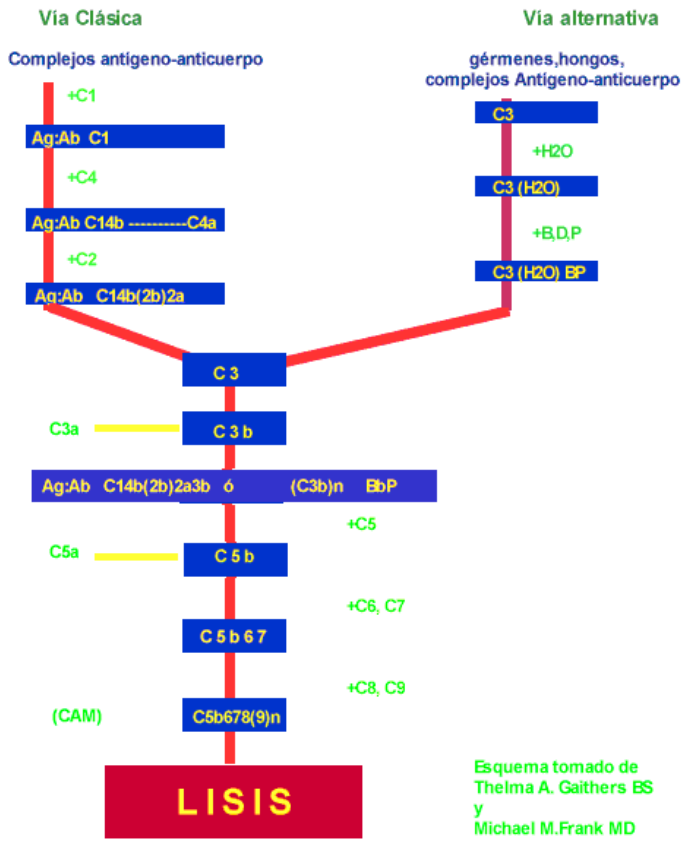 Vía Clásica
Vía alternativa
Complejos antígeno-anticuerpo
gérmenes,hongos,
complejos Antígeno-anticuerpo
+C1
C3
Ag:Ab C1
+H2O
+C4
C3 (H2O)
Ag:Ab C14b ----------C4a
+B,D,P
+C2
C3 (H2O) BP
Ag:Ab C14b(2b)2a
C 3
C3a
C 3 b
Ag:Ab C14b(2b)2a3b ó (C3b)n BbP
+C5
C5a
C 5 b
+C6, C7
C 5 b 6 7
+C8, C9
(CAM)
C5b678(9)n
LISIS
Esquema tomado de
Thelma A. Gaithers BS
y
Michael M.Frank MD